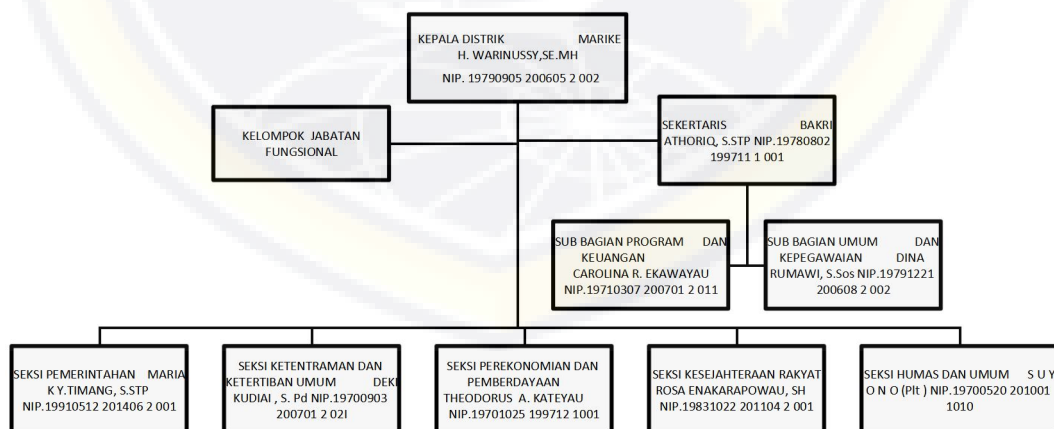 KEPALA DISTRIK MARIKE
H. WARINUSSY,SE.MH
NIP. 19790905 200605 2 002
KELOMPOK JABATAN
FUNGSIONAL
SEKERTARIS BAKRI
ATHORIQ, S.STP NIP.19780802
199711 1 001
SUB BAGIAN PROGRAM DAN
KEUANGAN
CAROLINA R. EKAWAYAU
NIP.19710307 200701 2 011
SUB BAGIAN UMUM DAN
KEPEGAWAIAN DINA
RUMAWI, S.Sos NIP.19791221
200608 2 002
SEKSI PEMERINTAHAN MARIA
K Y.TIMANG, S.STP
NIP.19910512 201406 2 001
SEKSI KETENTRAMAN DAN
KETERTIBAN UMUM DEKI
KUDIAI , S. Pd NIP.19700903
200701 2 02I
SEKSI PEREKONOMIAN DAN
PEMBERDAYAAN
THEODORUS A. KATEYAU
NIP.19701025 199712 1001
SEKSI KESEJAHTERAAN RAKYAT
ROSA ENAKARAPOWAU, SH
NIP.19831022 201104 2 001
SEKSI HUMAS DAN UMUM S U Y
O N O (Plt ) NIP.19700520 201001
1010